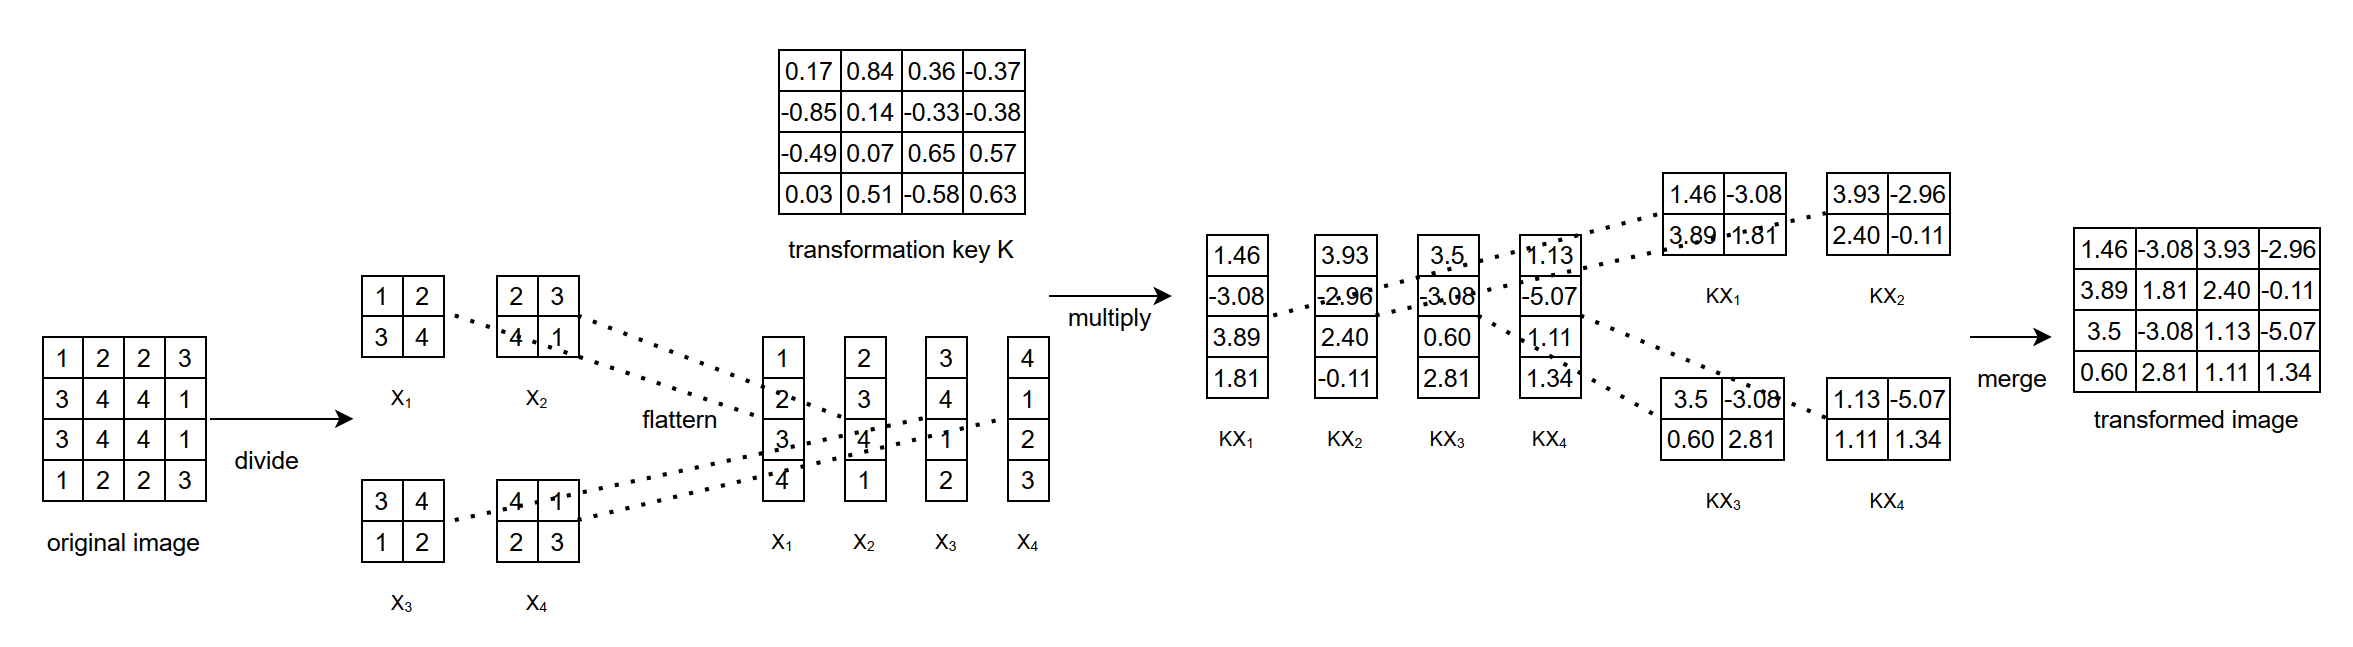 0.17 0.84 0.36 -0.37
-0.85 0.14 -0.33 -0.38
-0.49 0.07 0.65 0.57
0.03 0.51 -0.58 0.63
transformation key K
1 2 2 3
3 4 4 1
3 4 4 1
1 2 2 3
original image
divide
1 2
3 4
X1
2 3
4 1
X2
3 4
1 2
X3
4 1
2 3
X4
flattern
1
2
3
4
X1
2
3
4
1
X2
3
4
1
2
X3
4
1
2
3
X4
multiply
1.46
-3.08
3.89
1.81
KX1
3.93
-2.96
2.40
-0.11
KX2
3.5
-3.08
0.60
2.81
KX3
1.13
-5.07
1.11
1.34
KX4
1.46 -3.08
3.89 1.81
KX1
3.93 -2.96
2.40 -0.11
KX2
3.5 -3.08
0.60 2.81
KX3
1.13 -5.07
1.11 1.34
KX4
merge
1.46 -3.08 3.93 -2.96
3.89 1.81 2.40 -0.11
3.5 -3.08 1.13 -5.07
0.60 2.81 1.11 1.34
transformed image